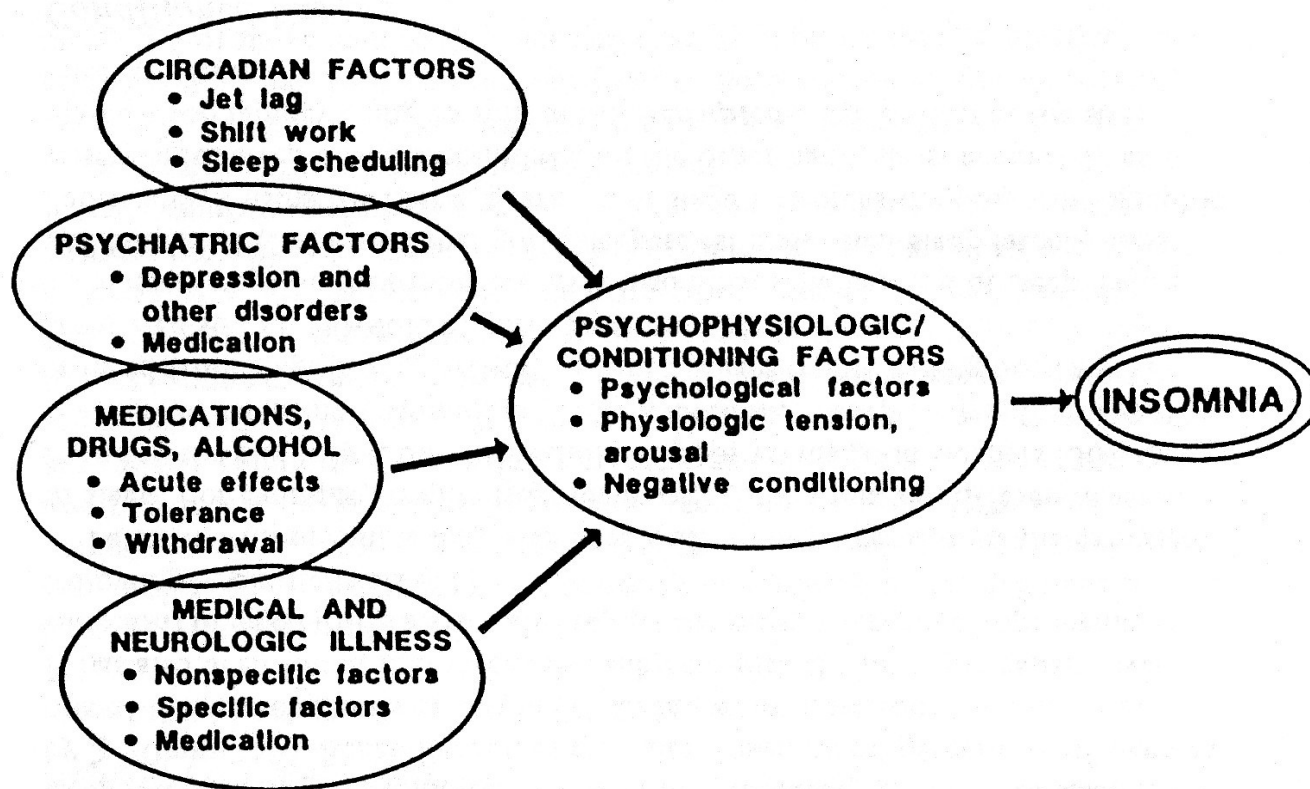 CIRCADIAN FACTORS
• Jet lag
• Shift work
• Sleep scheduling
PSYCHIATRIC FACTORS
• Depression and
other disorders
• Medication
MEDICATIONS,
DRUGS, ALCOHOL
• Acute effects
• Tolerance
• Withdrawal
MEDICAL AND
NEUROLOGIC ILLNESS
• Nonspecific factors
• Specific factors
• Medication
PSYCHOPHYSIOLOGIC/
CONDITIONING FACTORS
• Psychological factors
• Physiologic tension,
arousal
• Negative conditioning
INSOMNIA